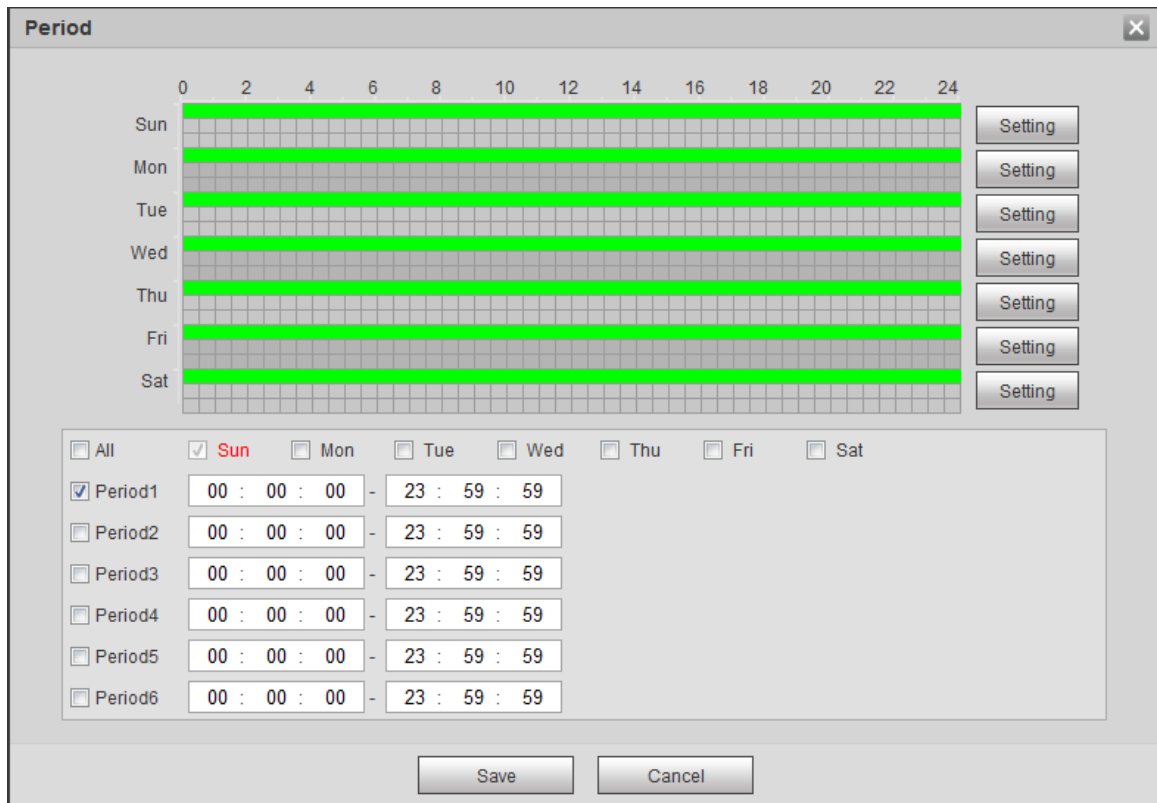 Period
0 2 4 6 8 10 12 14 16 18 20 22 24
Sun Setting
Mon Setting
Tue Setting
Wed Setting
Thu Setting
Fri Setting
Sat Setting
All Sun Mon Tue Wed Thu Fri Sat
Period1 00 : 00 : 00 - 23 : 59 : 59
Period2 00 : 00 : 00 - 23 : 59 : 59
Period3 00 : 00 : 00 - 23 : 59 : 59
Period4 00 : 00 : 00 - 23 : 59 : 59
Period5 00 : 00 : 00 - 23 : 59 : 59
Period6 00 : 00 : 00 - 23 : 59 : 59
Save Cancel